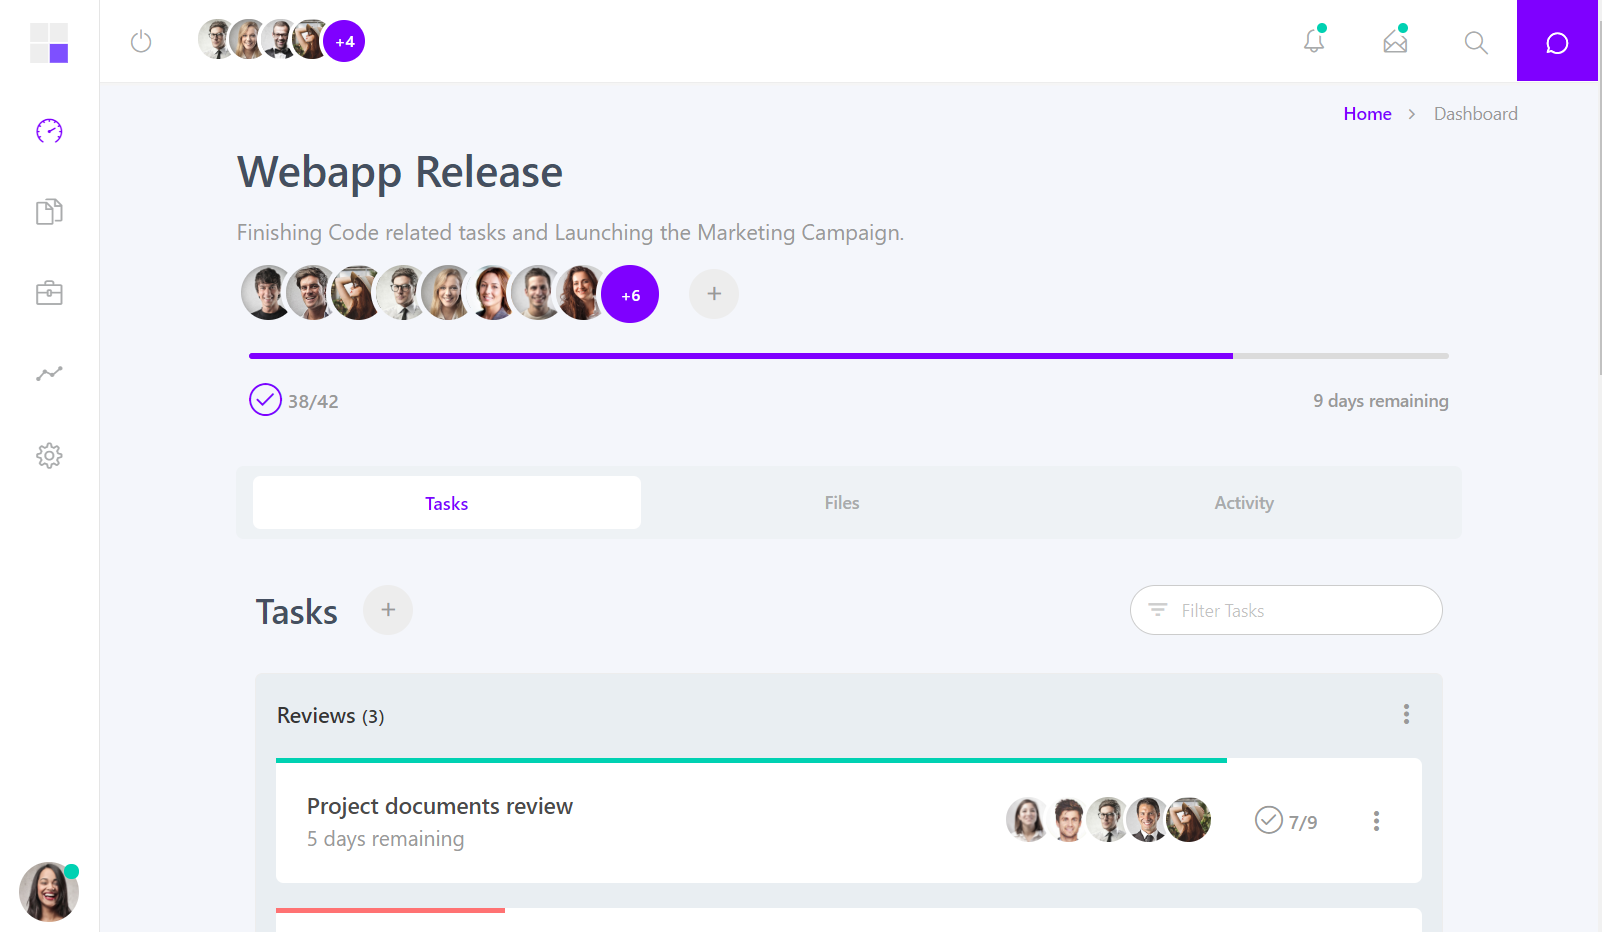 +4
Home > Dashboard
Webapp Release
Finishing Code related tasks and Launching the Marketing Campaign.
+6
38/42
9 days remaining
Tasks
Files
Activity
Tasks
Filter Tasks
Reviews (3)
Project documents review
5 days remaining
7/9